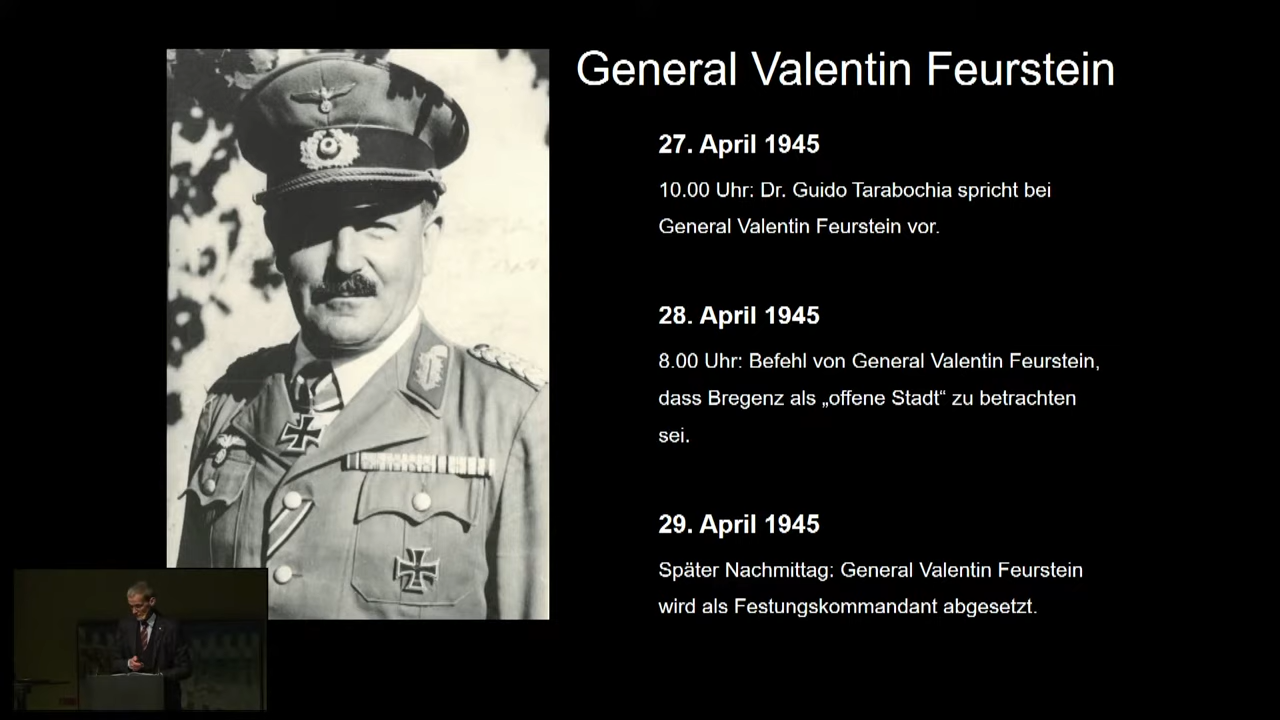 General Valentin Feurstein
27. April 1945
10.00 Uhr: Dr. Guido Tarabochia spricht bei
General Valentin Feurstein vor.
28. April 1945
8.00 Uhr: Befehl von General Valentin Feurstein,
dass Bregenz als „offene Stadt“ zu betrachten
sei.
29. April 1945
Später Nachmittag: General Valentin Feurstein
wird als Festungskommandant abgesetzt.